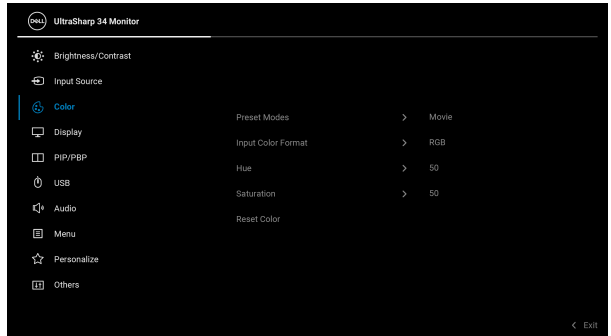 DELL UltraSharp 34 Monitor
Brightness/Contrast
Input Source
Color
Display
PIP/PBP
USB
Audio
Menu
Personalize
Others
Preset Modes > Movie
Input Color Format > RGB
Hue > 50
Saturation > 50
Reset Color
< Exit